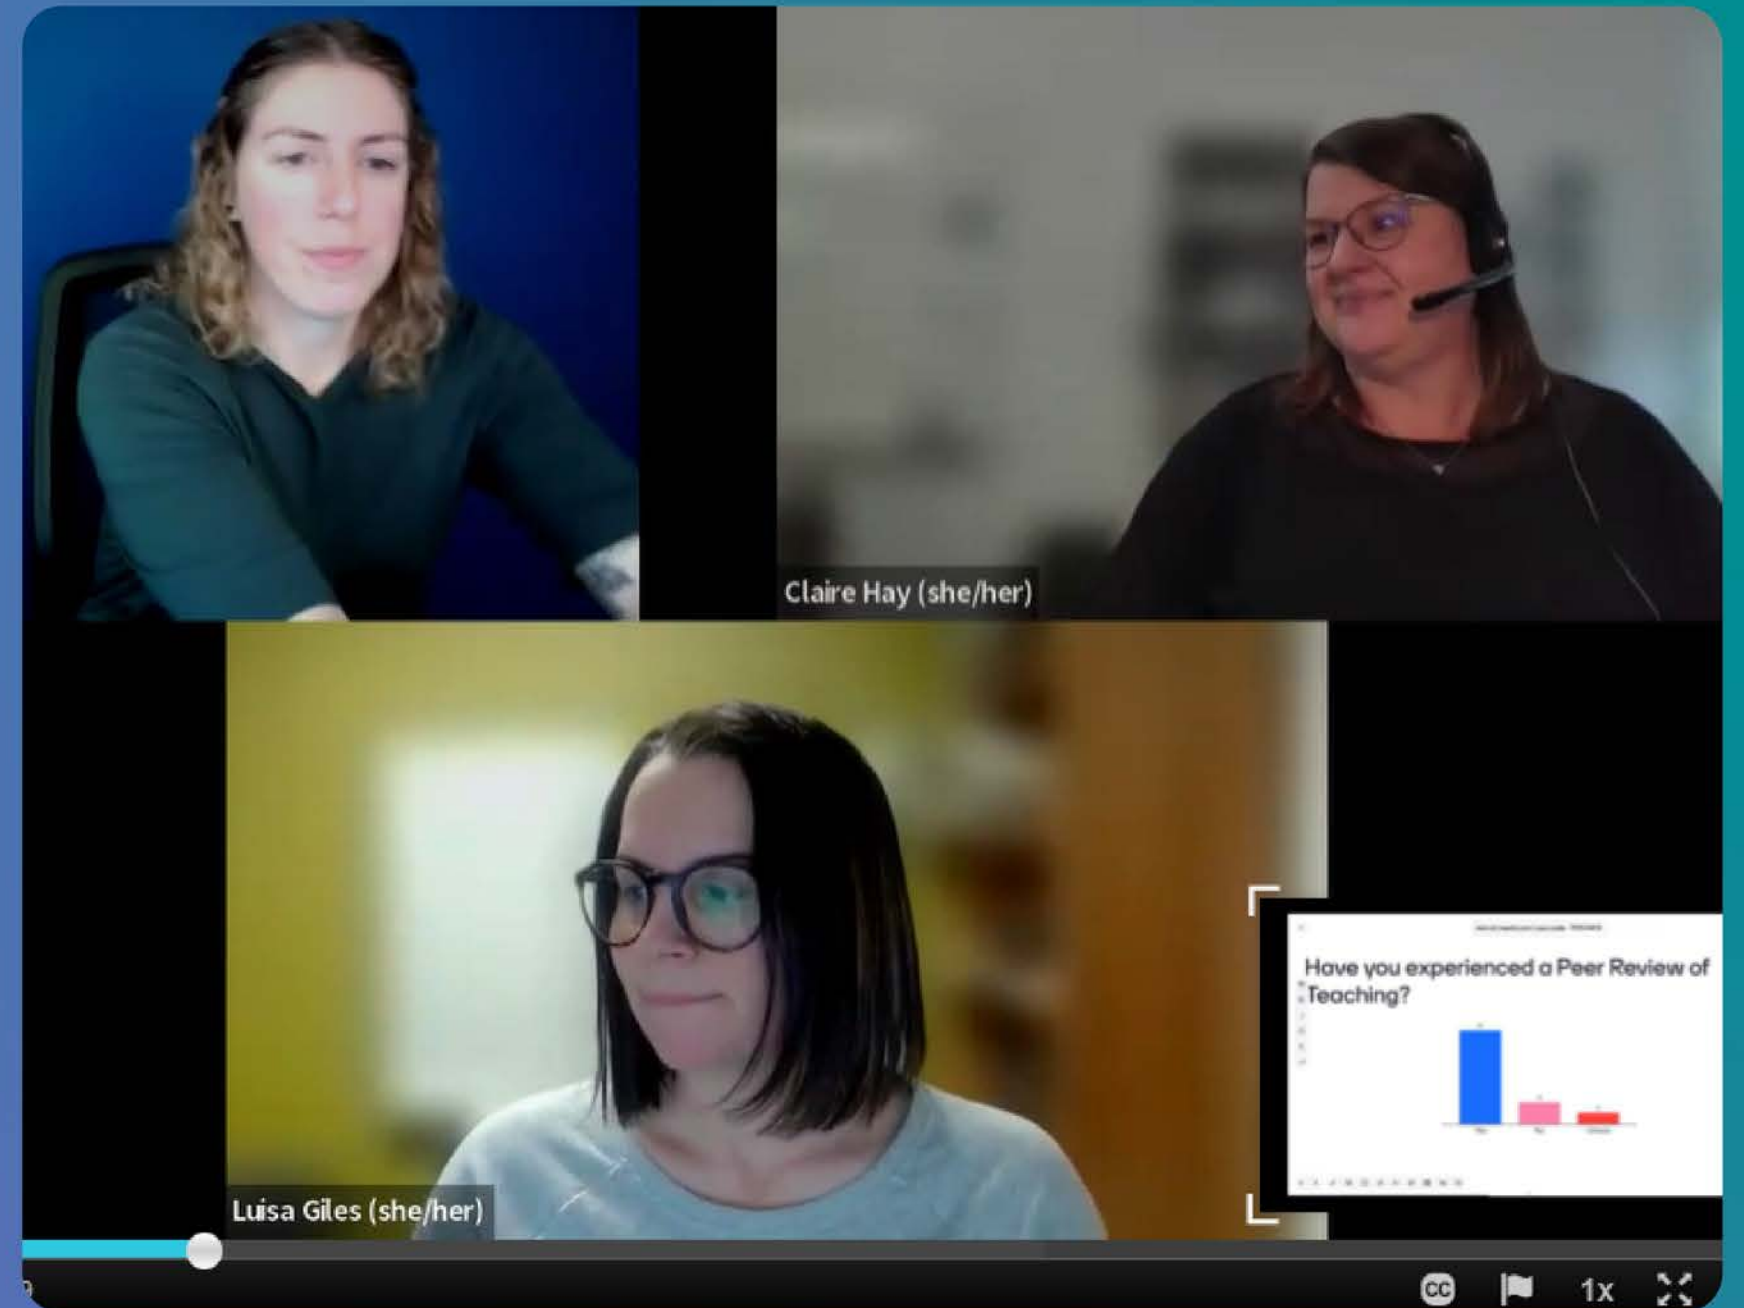 Claire Hay (she/her)
Luisa Giles (she/her)
Have you experienced a Peer Review of
Teaching?
CC
1x